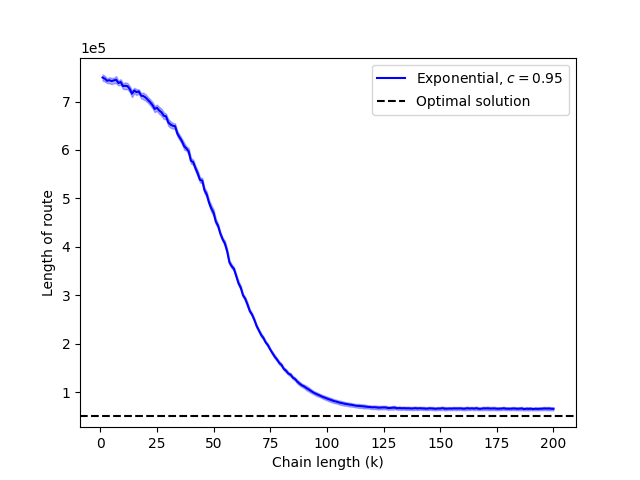 1e5
Exponential, c = 0.95
Optimal solution
7
6
5
4
3
2
1
Length of route
0 25 50 75 100 125 150 175 200
Chain length (k)